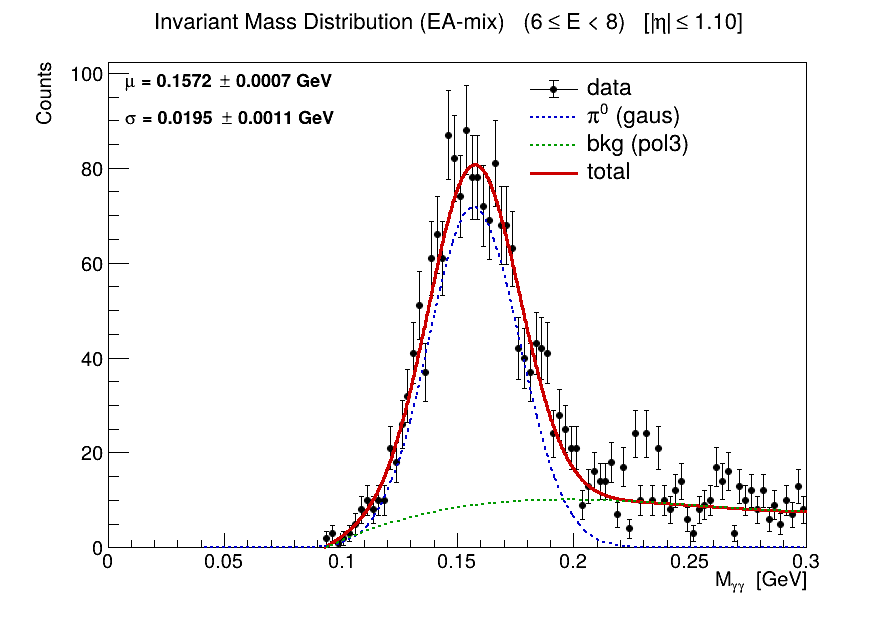 Invariant Mass Distribution (EA-mix) (6 ≤ E < 8) [|η| ≤ 1.10]
μ = 0.1572 ± 0.0007 GeV
σ = 0.0195 ± 0.0011 GeV
data
π⁰ (gaus)
bkg (pol3)
total
Counts
100
80
60
40
20
0
0 0.05 0.1 0.15 0.2 0.25 0.3
Mγγ [GeV]